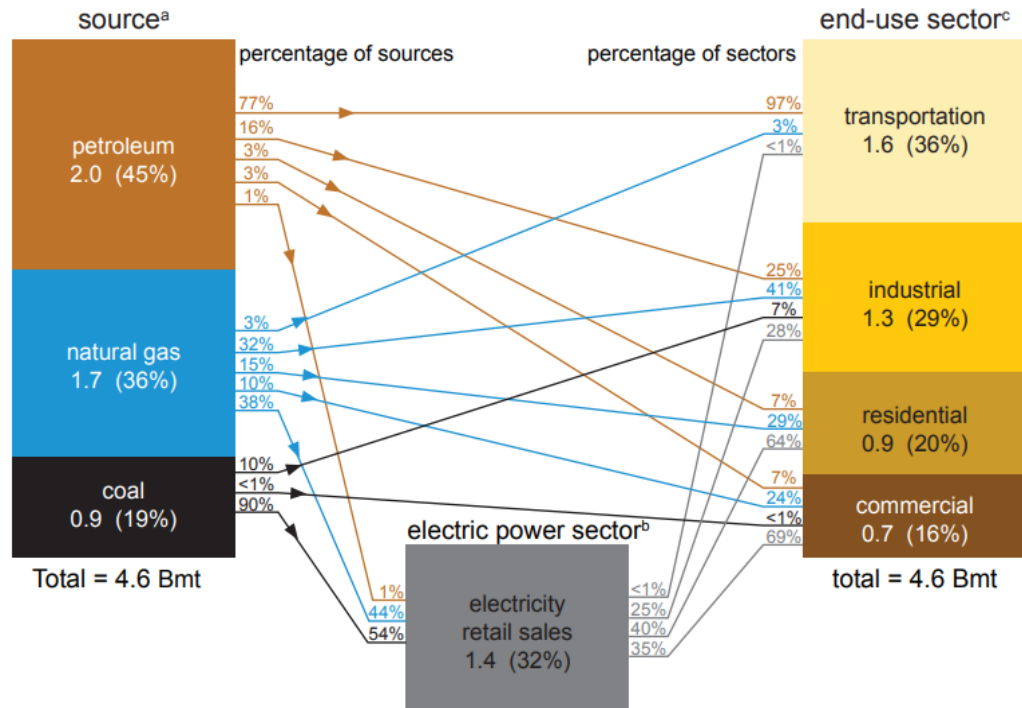 sourceᵃ
end-use sectorᶜ
percentage of sources
percentage of sectors
petroleum
2.0 (45%)
77%
16%
3%
3%
1%
natural gas
1.7 (36%)
3%
32%
15%
10%
38%
coal
0.9 (19%)
10%
<1%
90%
Total = 4.6 Bmt
electric power sectorᵇ
1%
44%
54%
electricity
retail sales
1.4 (32%)
<1%
25%
40%
35%
97%
3%
<1%
transportation
1.6 (36%)
25%
41%
7%
28%
industrial
1.3 (29%)
7%
29%
64%
residential
0.9 (20%)
7%
24%
<1%
69%
commercial
0.7 (16%)
total = 4.6 Bmt